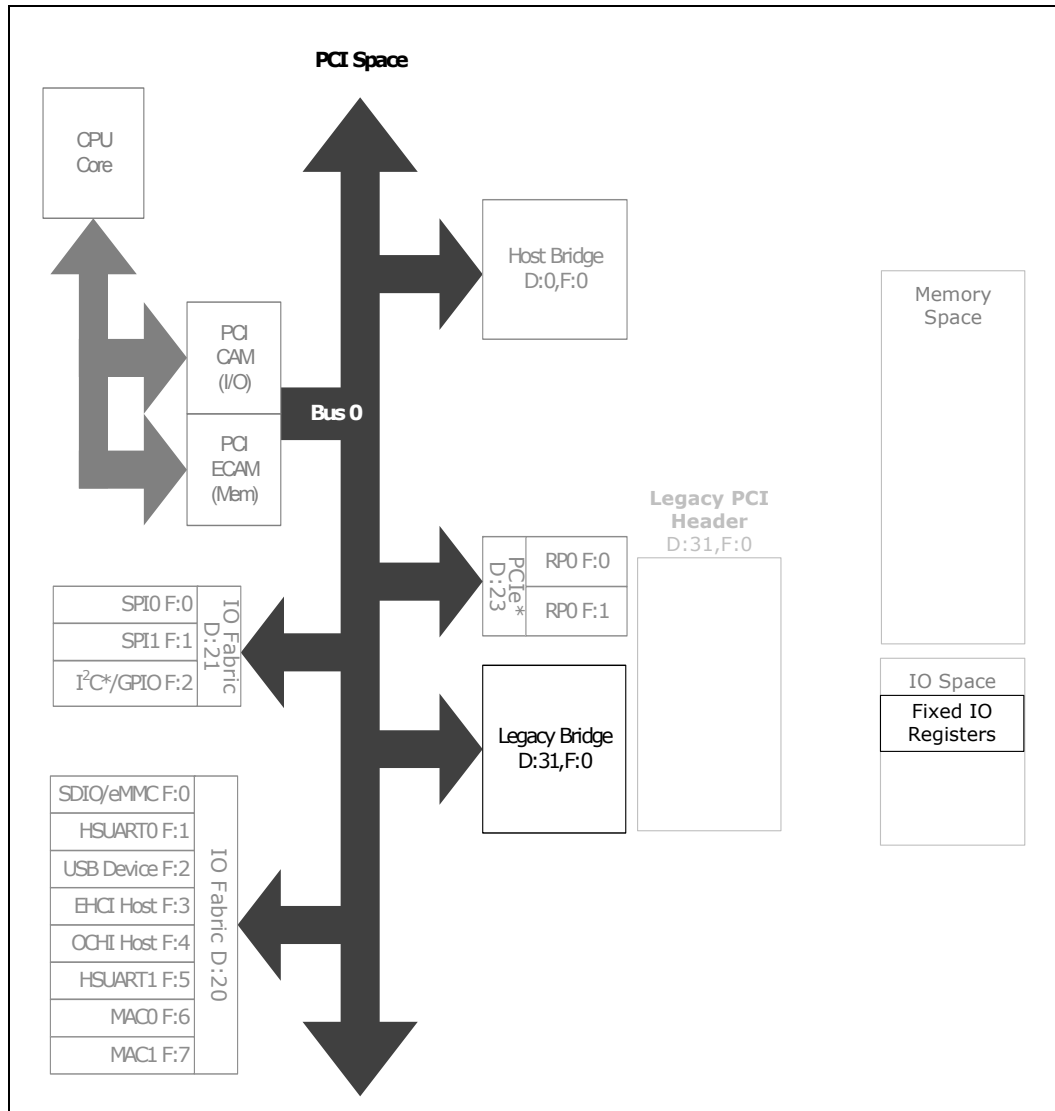 PCI Space
CPU
Core
Host Bridge
D:0,F:0
Memory
Space
PCI
CAM
(I/O)
Bus 0
PCI
ECAM
(Mem)
Legacy PCI
Header
D:31,F:0
PCIe*
D:23
RP0 F:0
RP0 F:1
SPI0 F:0
SPI1 F:1
I²C*/GPIO F:2
IO Fabric
D:21
Legacy Bridge
D:31,F:0
IO Space
Fixed IO
Registers
SDIO/eMMC F:0
HSUART0 F:1
USB Device F:2
EHCI Host F:3
OCHI Host F:4
HSUART1 F:5
MAC0 F:6
MAC1 F:7
IO Fabric D:20